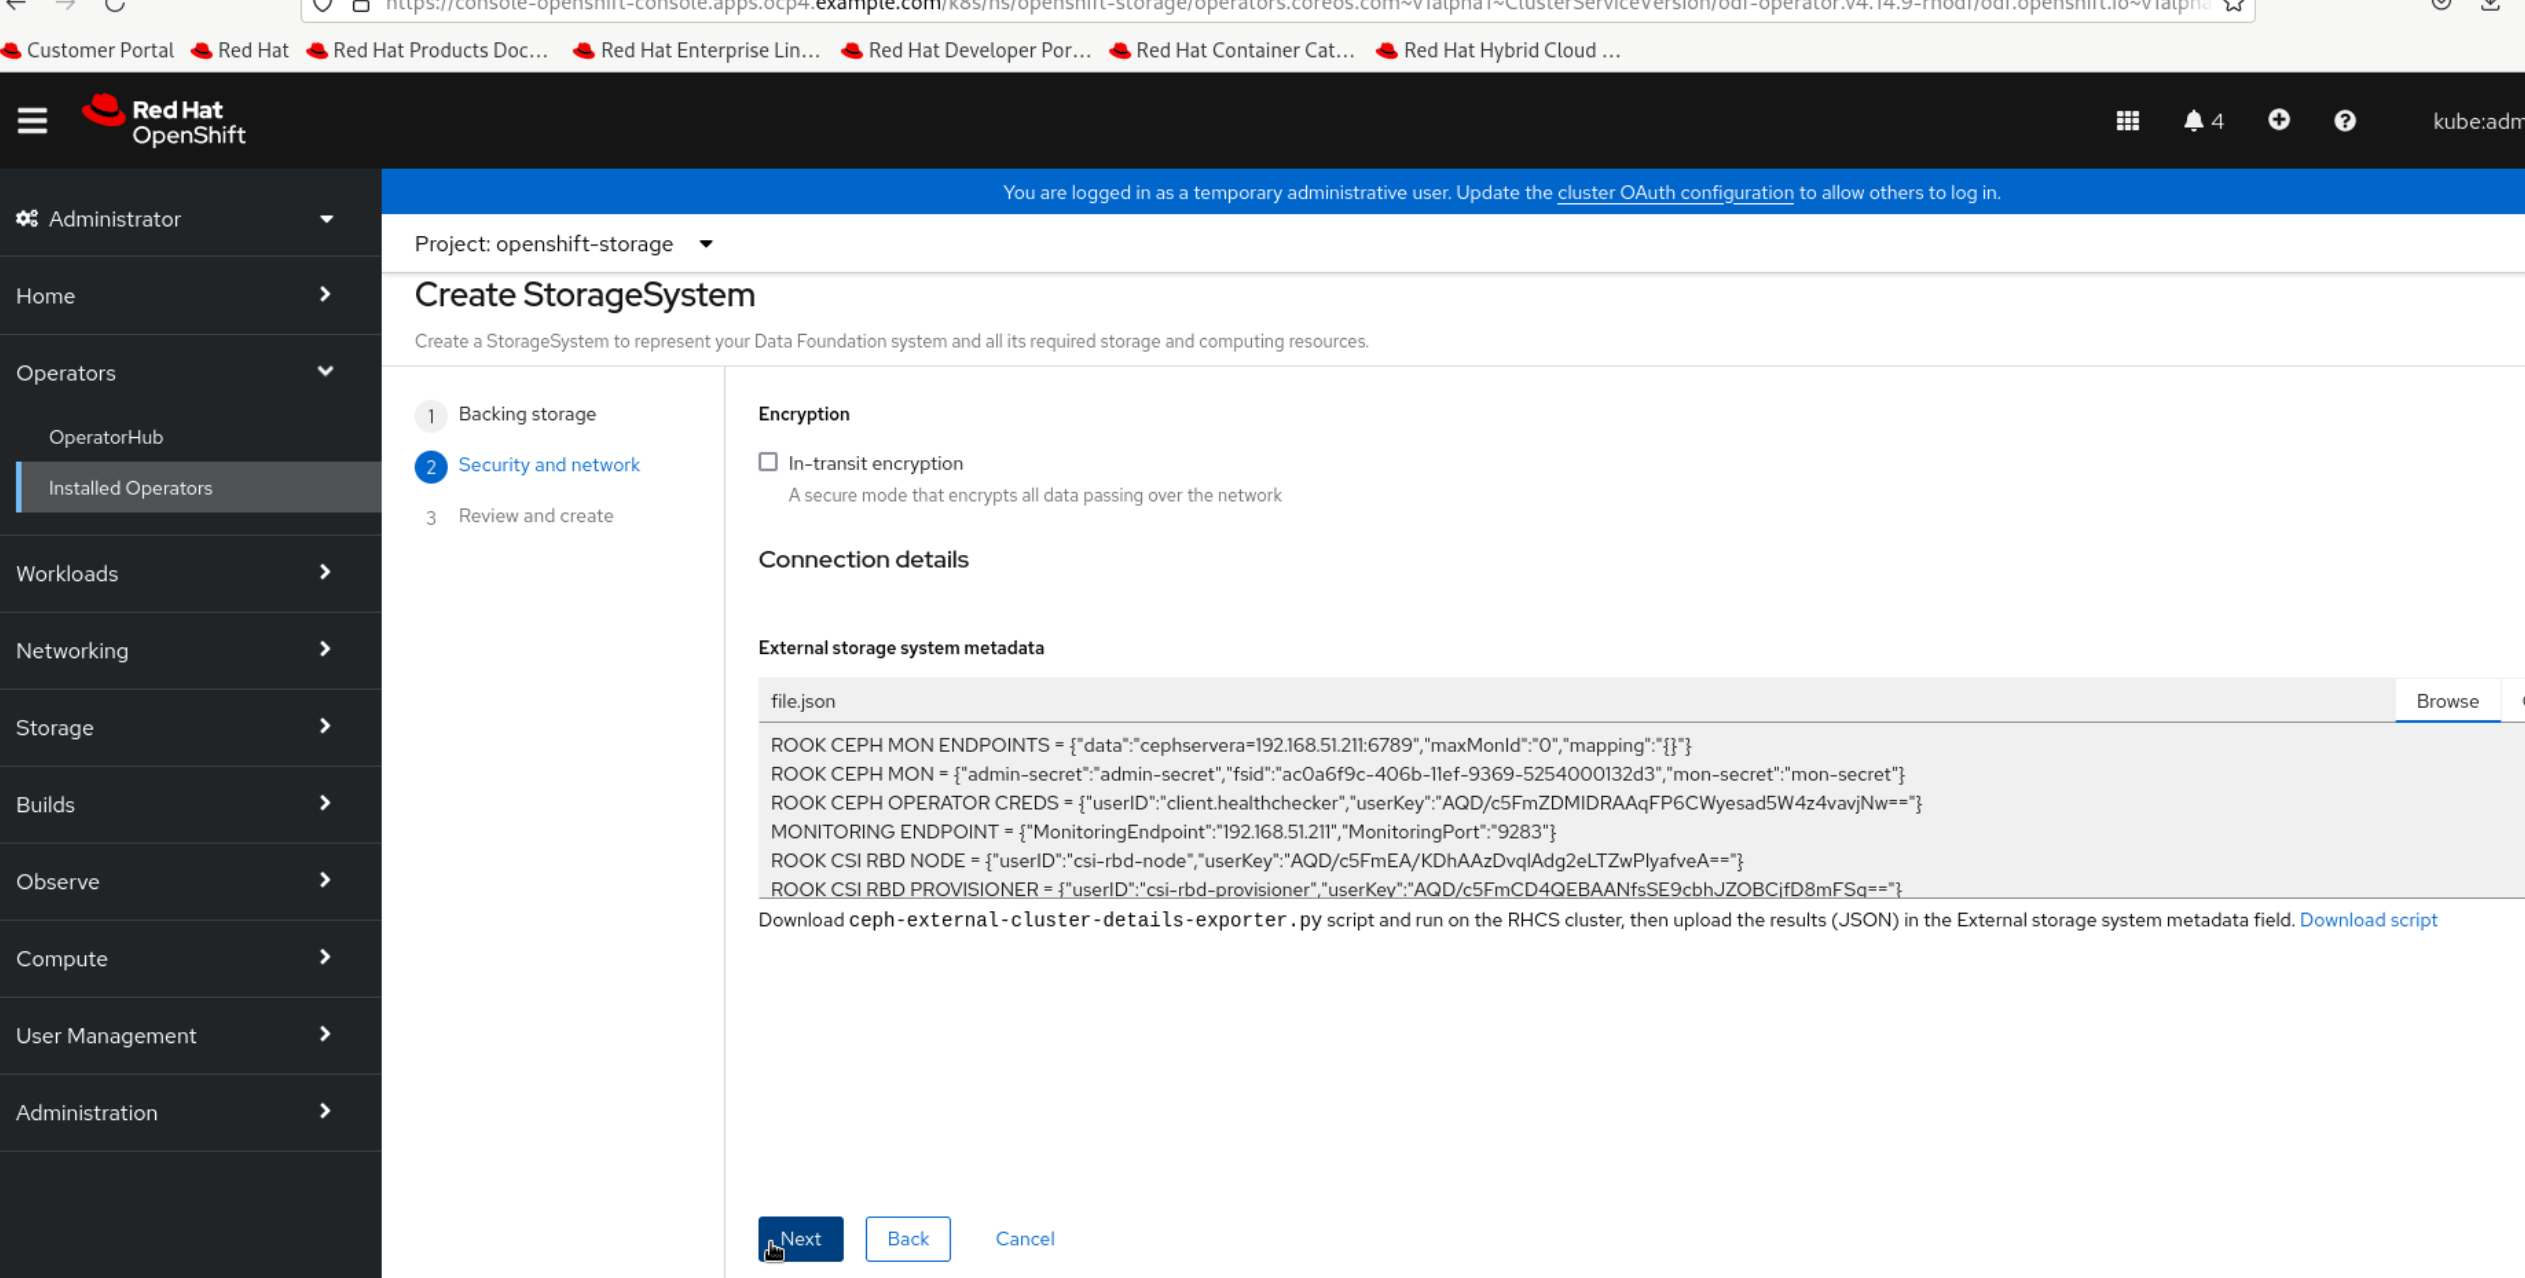 https://console-openshift-console.apps.ocp4.example.com/k8s/ns/openshift-storage/operators.coreos.com~v1alpha1~ClusterServiceVersion/odf-operator.v4.14.9-rhodf/odf.openshift.io~v1alpha
Customer Portal Red Hat Red Hat Products Doc... Red Hat Enterprise Lin... Red Hat Developer Por... Red Hat Container Cat... Red Hat Hybrid Cloud ...
Red Hat
OpenShift
4
kube:adm
You are logged in as a temporary administrative user. Update the cluster OAuth configuration to allow others to log in.
Administrator
Home
Operators
OperatorHub
Installed Operators
Workloads
Networking
Storage
Builds
Observe
Compute
User Management
Administration
Project: openshift-storage
Create StorageSystem
Create a StorageSystem to represent your Data Foundation system and all its required storage and computing resources.
1 Backing storage
2 Security and network
3 Review and create
Encryption
In-transit encryption
A secure mode that encrypts all data passing over the network
Connection details
External storage system metadata
file.json
Browse
ROOK CEPH MON ENDPOINTS = {"data":"cephservera=192.168.51.211:6789","maxMonId":"0","mapping":"{}"}
ROOK CEPH MON = {"admin-secret":"admin-secret","fsid":"ac0a6f9c-406b-11ef-9369-5254000132d3","mon-secret":"mon-secret"}
ROOK CEPH OPERATOR CREDS = {"userID":"client.healthchecker","userKey":"AQD/c5FmZDMIDRAAqFP6CWyesad5W4z4vavjNw=="}
MONITORING ENDPOINT = {"MonitoringEndpoint":"192.168.51.211","MonitoringPort":"9283"}
ROOK CSI RBD NODE = {"userID":"csi-rbd-node","userKey":"AQD/c5FmEA/KDhAAzDvqlAdg2eLTZwPlyafveA=="}
ROOK CSI RBD PROVISIONER = {"userID":"csi-rbd-provisioner","userKey":"AQD/c5FmCD4QEBAANfsSE9cbhJZOBCjfD8mFSg=="}
Download ceph-external-cluster-details-exporter.py script and run on the RHCS cluster, then upload the results (JSON) in the External storage system metadata field. Download script
Next Back Cancel